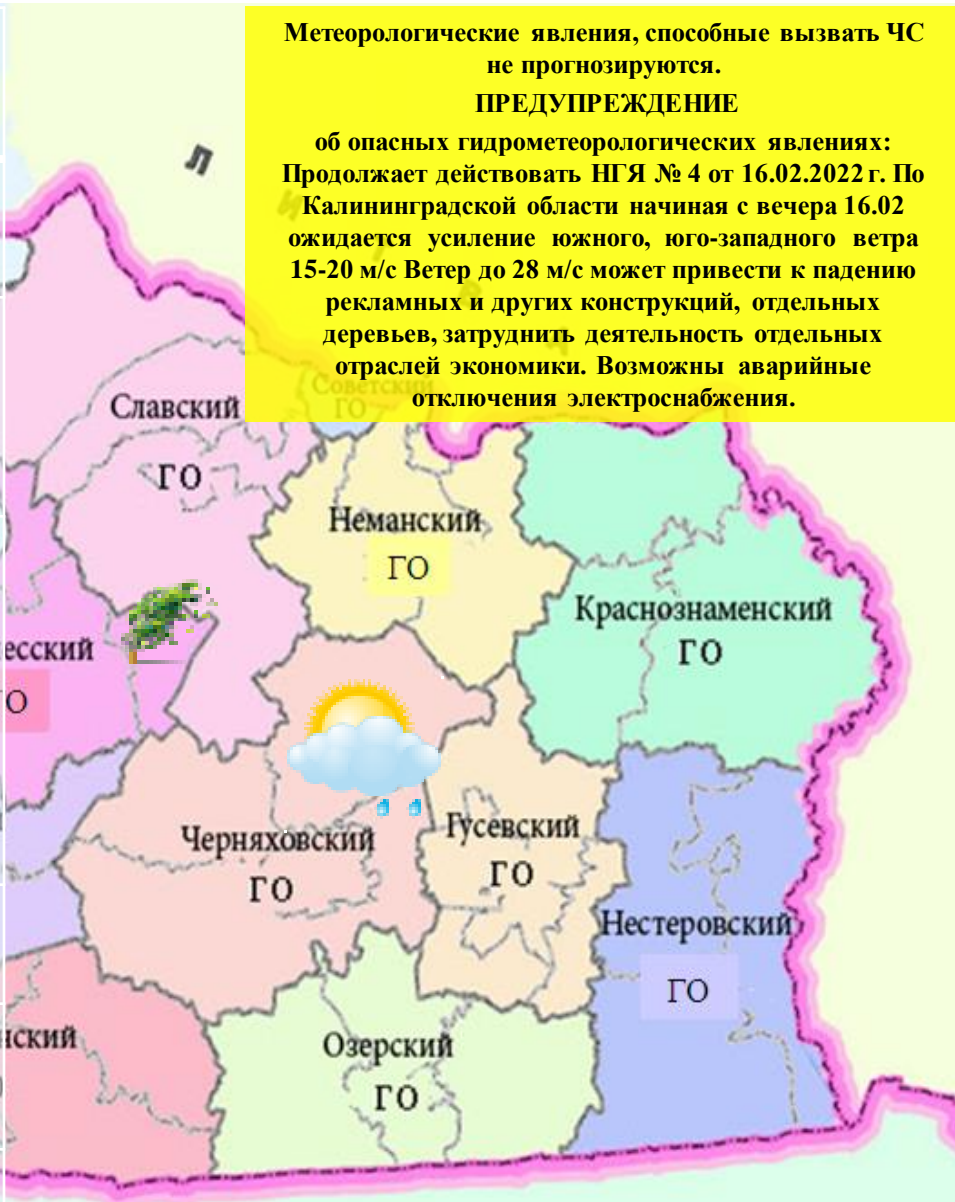 Метеорологические явления, способные вызвать ЧС
не прогнозируются.
ПРЕДУПРЕЖДЕНИЕ
об опасных гидрометеорологических явлениях:
Продолжает действовать НГЯ № 4 от 16.02.2022 г. По
Калининградской области начиная с вечера 16.02
ожидается усиление южного, юго-западного ветра
15-20 м/с Ветер до 28 м/с может привести к падению
рекламных и других конструкций, отдельных
деревьев, затруднить деятельность отдельных
отраслей экономики. Возможны аварийные
отключения электроснабжения.
Л
И
Т
В
А
Советский
ГО
Славский
ГО
Неманский
ГО
Краснознаменский
ГО
есский
О
Черняховский
ГО
Гусевский
ГО
Нестеровский
ГО
нский
Озерский
ГО